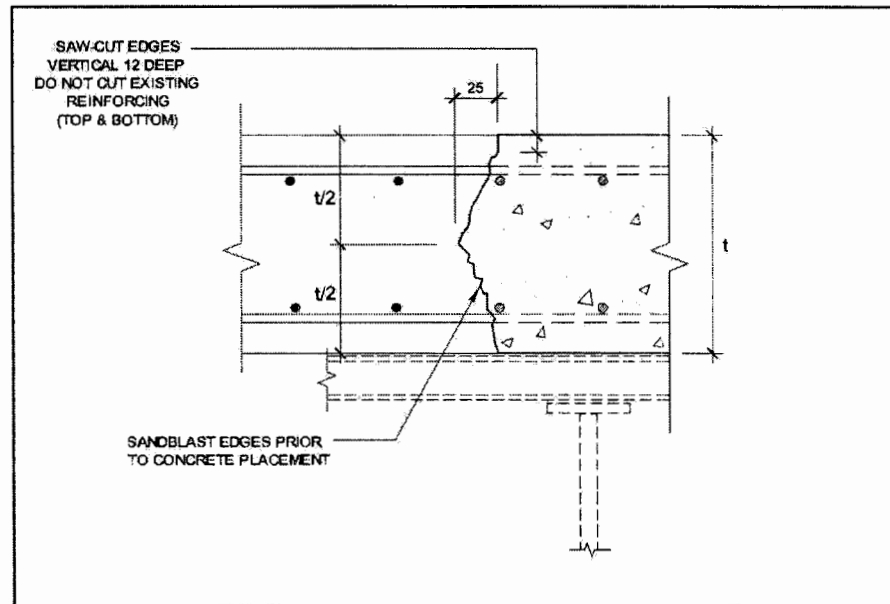 SAW-CUT EDGES
VERTICAL 12 DEEP
DO NOT CUT EXISTING
REINFORCING
(TOP & BOTTOM)
25
t/2
t
t/2
SANDBLAST EDGES PRIOR
TO CONCRETE PLACEMENT